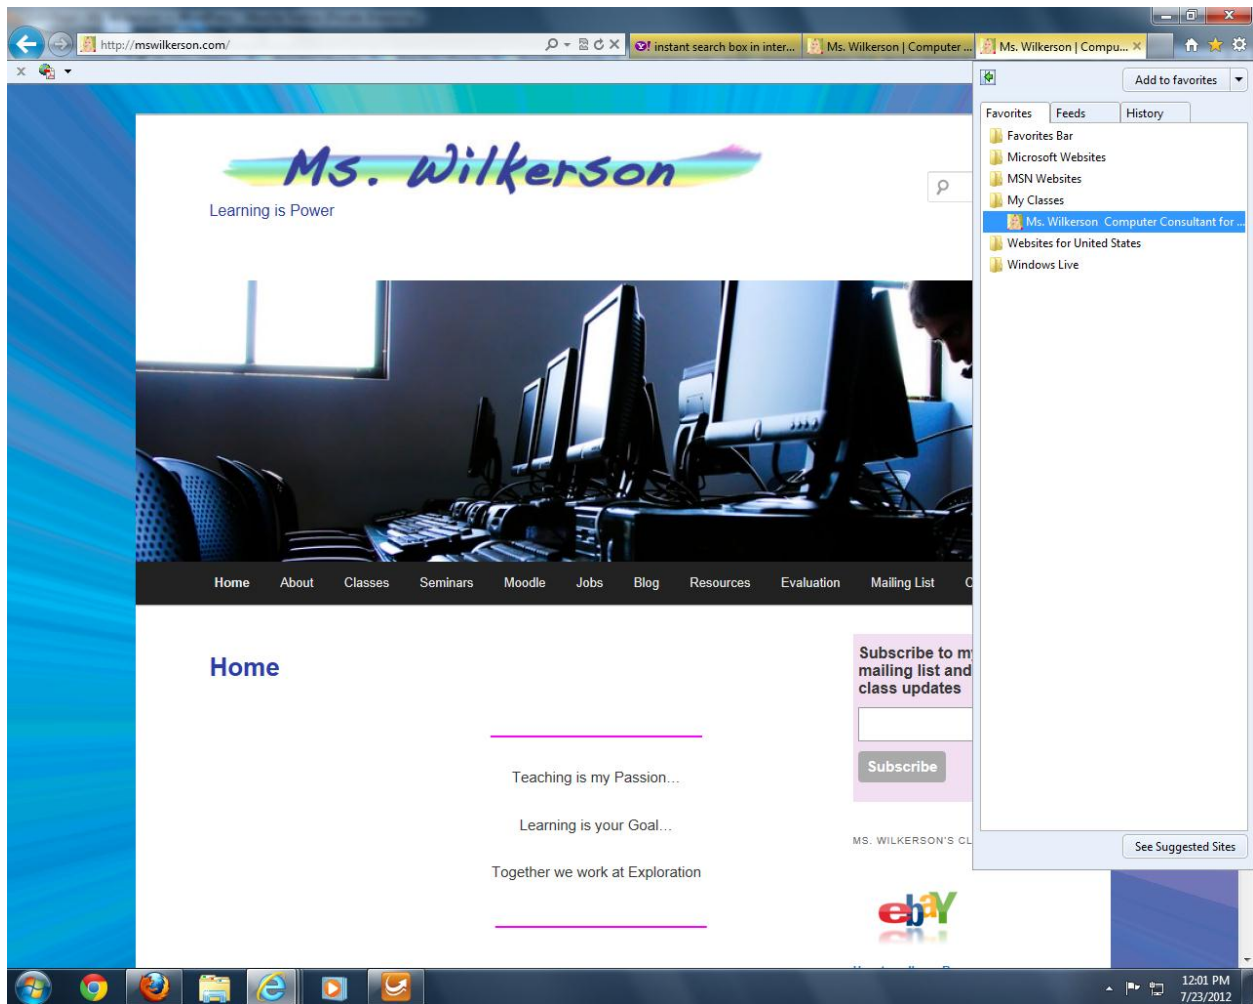 http://mswilkerson.com/
instant search box in inter...
Ms. Wilkerson | Computer ...
Ms. Wilkerson | Compu...
Add to favorites
Favorites
Feeds
History
Favorites Bar
Microsoft Websites
MSN Websites
My Classes
Ms. Wilkerson Computer Consultant for ...
Websites for United States
Windows Live
See Suggested Sites
Ms. Wilkerson
Learning is Power
Home About Classes Seminars Moodle Jobs Blog Resources Evaluation Mailing List C
Home
Teaching is my Passion…
Learning is your Goal…
Together we work at Exploration
Subscribe to my
mailing list and
class updates
Subscribe
MS. WILKERSON'S CL
ebay
12:01 PM
7/23/2012